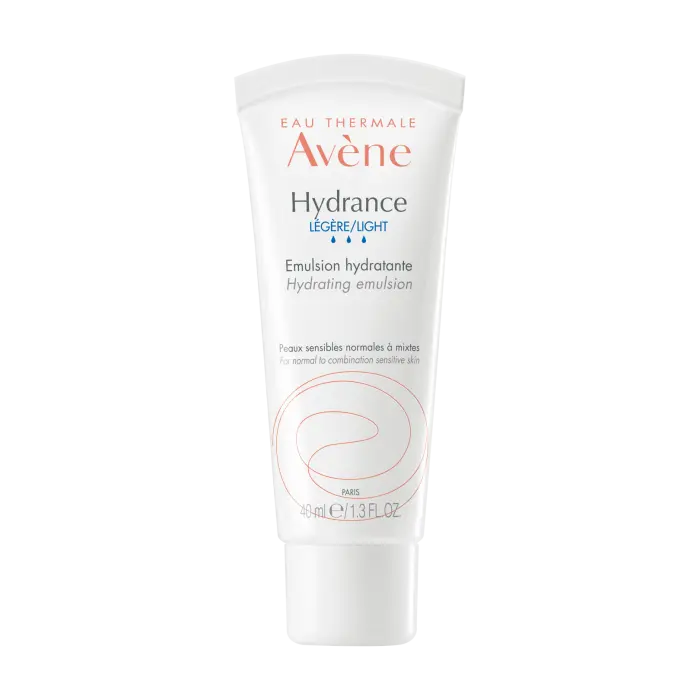 EAU THERMALE
Avène
Hydrance
LÉGÈRE/LIGHT
Emulsion hydratante
Hydrating emulsion
Peaux sensibles normales à mixtes
For normal to combination sensitive skin
PARIS
40 ml ℮/1.3 FL.OZ.